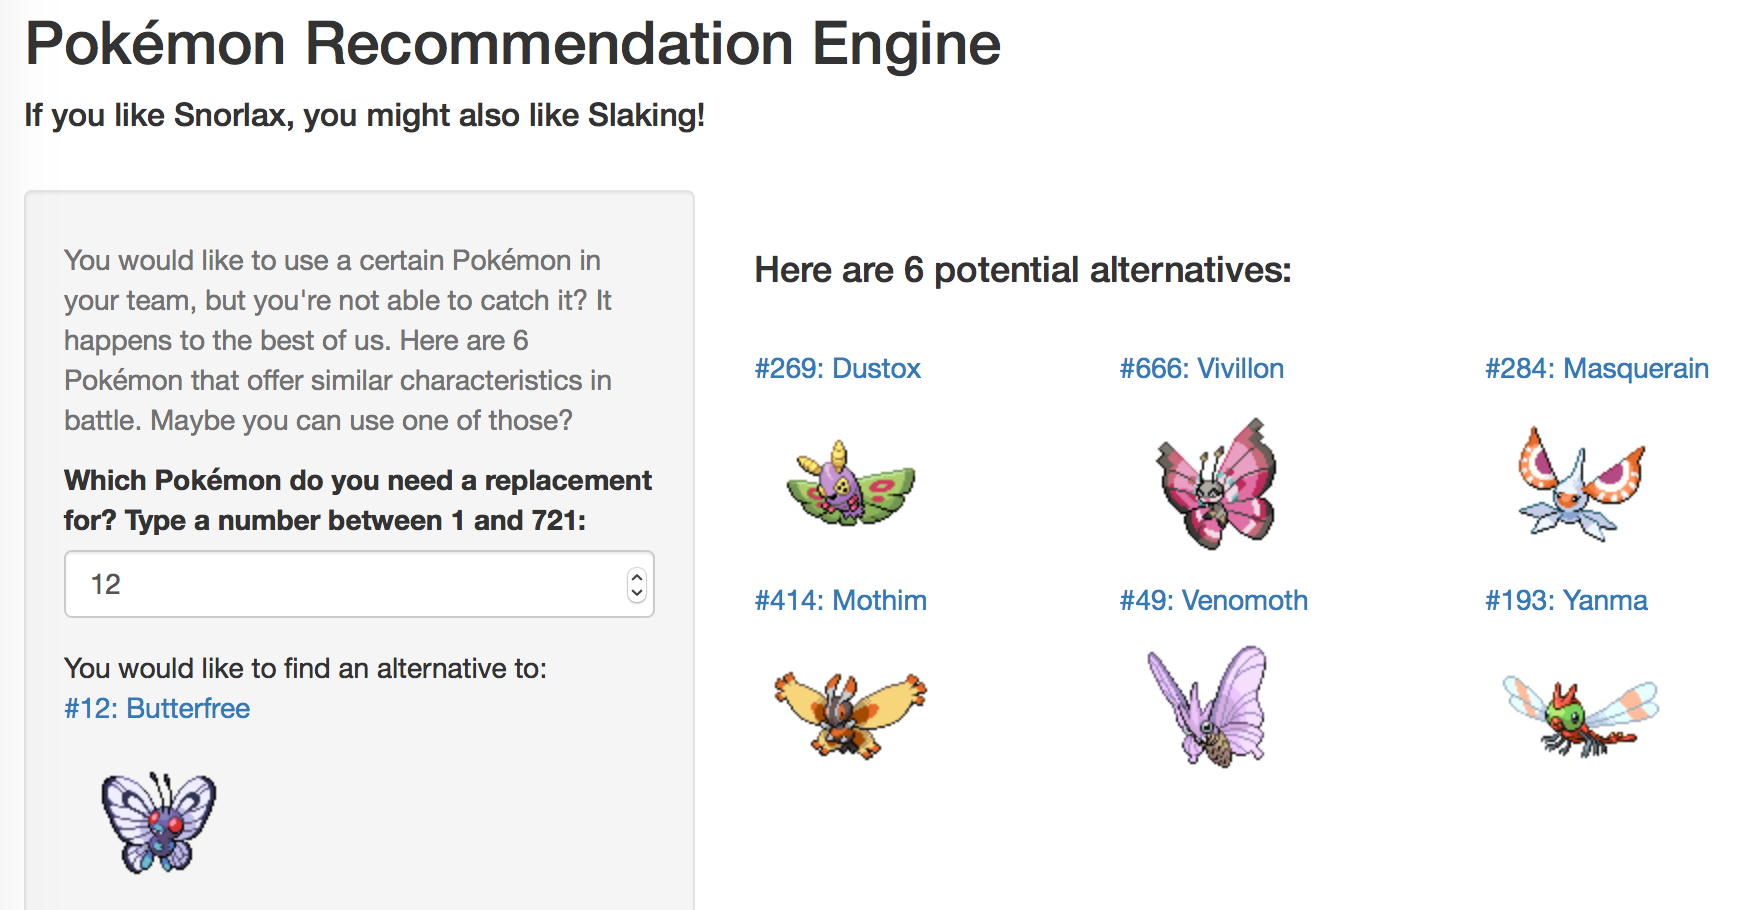 Pokémon Recommendation Engine
If you like Snorlax, you might also like Slaking!
You would like to use a certain Pokémon in
your team, but you're not able to catch it? It
happens to the best of us. Here are 6
Pokémon that offer similar characteristics in
battle. Maybe you can use one of those?
Which Pokémon do you need a replacement
for? Type a number between 1 and 721:
12
You would like to find an alternative to:
#12: Butterfree
Here are 6 potential alternatives:
#269: Dustox
#666: Vivillon
#284: Masquerain
#414: Mothim
#49: Venomoth
#193: Yanma